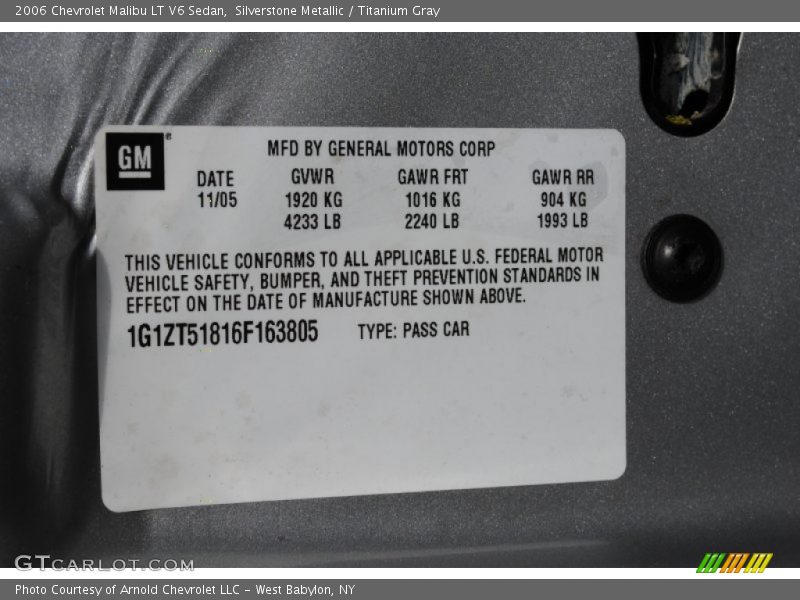 2006 Chevrolet Malibu LT V6 Sedan, Silverstone Metallic / Titanium Gray
GM®
MFD BY GENERAL MOTORS CORP
DATE GVWR GAWR FRT GAWR RR
11/05 1920 KG 1016 KG 904 KG
4233 LB 2240 LB 1993 LB
THIS VEHICLE CONFORMS TO ALL APPLICABLE U.S. FEDERAL MOTOR
VEHICLE SAFETY, BUMPER, AND THEFT PREVENTION STANDARDS IN
EFFECT ON THE DATE OF MANUFACTURE SHOWN ABOVE.
1G1ZT51816F163805 TYPE: PASS CAR
GTCARLOT.COM
Photo Courtesy of Arnold Chevrolet LLC - West Babylon, NY